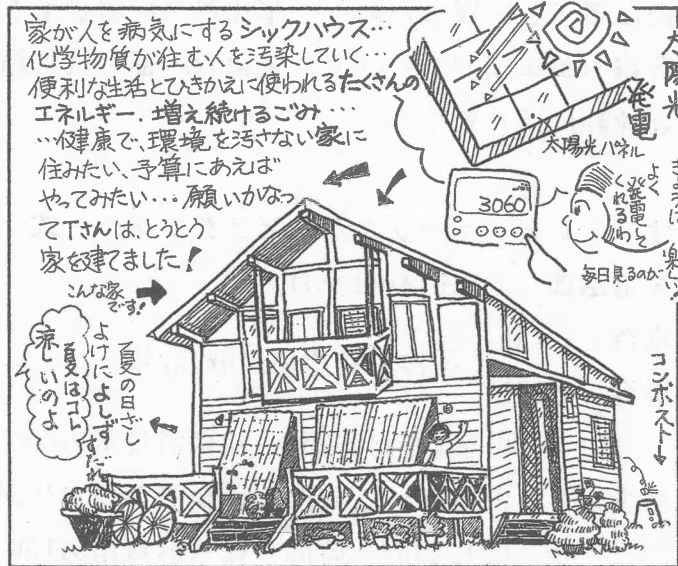 家が人を病気にするシックハウス…
化学物質が住む人を汚染していく…
便利な生活とひきかえに使われるたくさんの
エネルギー、増え続けるごみ…
…健康で、環境を汚さない家に
住みたい、予算にあえば
やってみたい…願いかなっ
てTさんは、とうとう
家を建てました!
こんな家
です!
太陽光
発電
太陽光パネル
3060
よく
発電して
くれるわ
毎日見るのが
楽しい!
夏の日ざし
よけによしず
すだれ
夏はコレ
涼しいのよ
コンポスト→